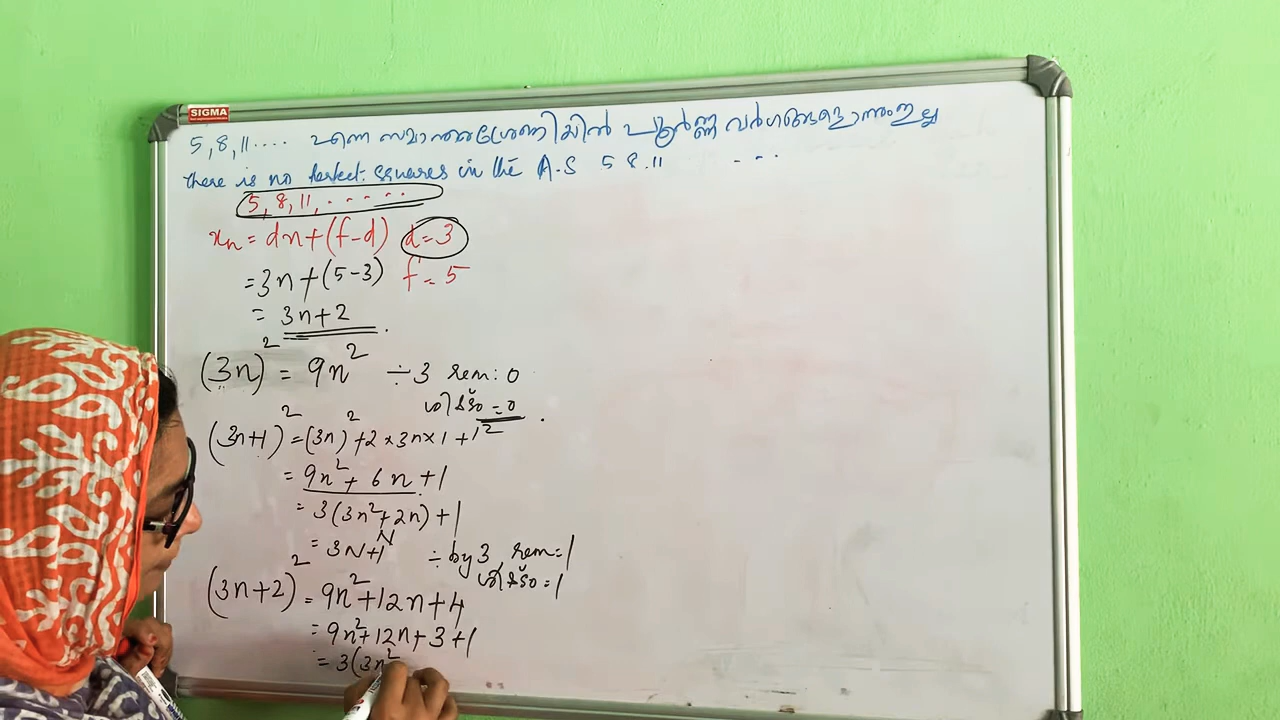 SIGMA
5, 8, 11.... എന്ന സമാന്തരശ്രേണിയിൽ പൂർണ്ണ വർഗങ്ങളൊന്നും ഇല്ല
There is no perfect squares in the A.S 5 8. 11 ...
5, 8, 11, .....
xₙ = dn+(f-d) d=3
= 3n+(5-3) f=5
= 3n+2
(3n)² = 9n² ÷3 rem: 0
ശിഷ്ടം = 0
(3n+1)² = (3n)²+2×3n×1+1²
= 9n²+6n+1
= 3(3n²+2n)+1
N
= 3N+1 ÷ by 3, rem=1
ശിഷ്ടം = 1
(3n+2)² = 9n²+12n+4
= 9n²+12n+3+1
= 3(3n²